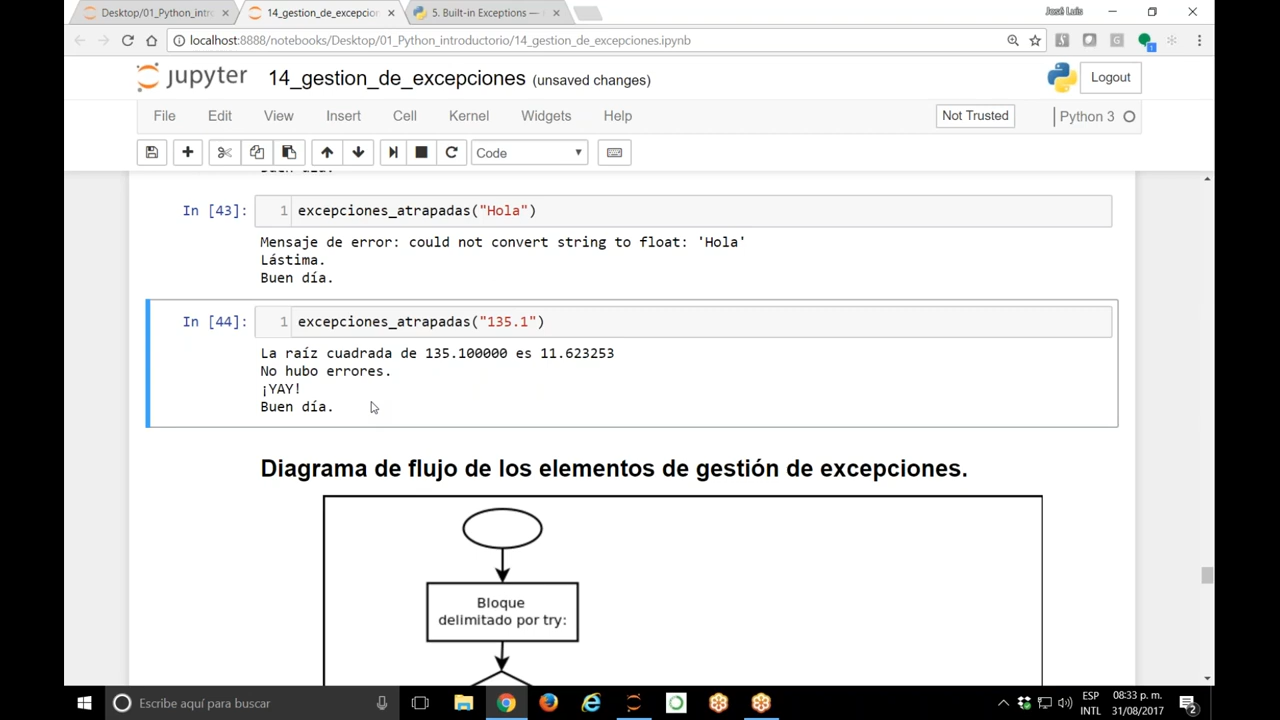 Desktop/01_Python_intro
14_gestion_de_excepcion
5. Built-in Exceptions —
José Luis
localhost:8888/notebooks/Desktop/01_Python_introductorio/14_gestion_de_excepciones.ipynb
jupyter 14_gestion_de_excepciones (unsaved changes)
Logout
File Edit View Insert Cell Kernel Widgets Help
Not Trusted
Python 3
Code
Buen día.
In [43]: 1 excepciones_atrapadas("Hola")
Mensaje de error: could not convert string to float: 'Hola'
Lástima.
Buen día.
In [44]: 1 excepciones_atrapadas("135.1")
La raíz cuadrada de 135.100000 es 11.623253
No hubo errores.
¡YAY!
Buen día.
Diagrama de flujo de los elementos de gestión de excepciones.
Bloque
delimitado por try:
Escribe aquí para buscar
ESP
INTL
08:33 p. m.
31/08/2017
2